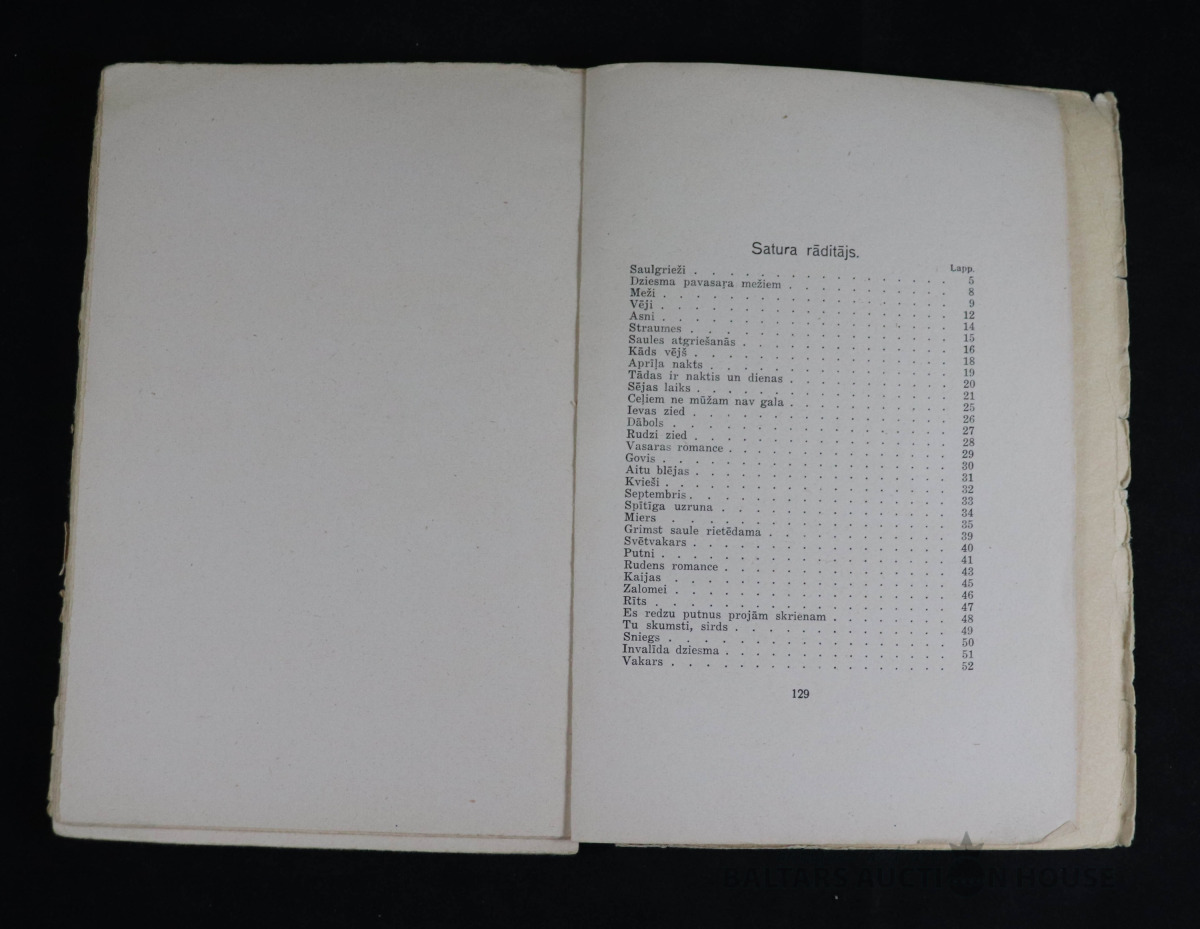 Satura rādītājs.
Lapp.
Saulgrieži . . . . . . . . . . . . . 5
Dziesma pavasaŗa mežiem . . . . . . . . 8
Meži . . . . . . . . . . . . . . 9
Vēji . . . . . . . . . . . . . . 12
Asni . . . . . . . . . . . . . . 14
Straumes . . . . . . . . . . . . . 15
Saules atgriešanās . . . . . . . . . . 16
Kāds vējš . . . . . . . . . . . . . 18
Aprīļa nakts . . . . . . . . . . . . 19
Tādas ir naktis un dienas . . . . . . . . 20
Sējas laiks . . . . . . . . . . . . . 21
Ceļiem ne mūžam nav gala . . . . . . . . 25
Ievas zied . . . . . . . . . . . . . 26
Dābols . . . . . . . . . . . . . . 27
Rudzi zied . . . . . . . . . . . . . 28
Vasaras romance . . . . . . . . . . . 29
Govis . . . . . . . . . . . . . . 30
Aitu blējas . . . . . . . . . . . . . 31
Kvieši . . . . . . . . . . . . . . 32
Septembris . . . . . . . . . . . . . 33
Spītīga uzruna . . . . . . . . . . . . 34
Miers . . . . . . . . . . . . . . 35
Grimst saule rietēdama . . . . . . . . . 39
Svētvakars . . . . . . . . . . . . . 40
Putni . . . . . . . . . . . . . . 41
Rudens romance . . . . . . . . . . . 43
Kaijas . . . . . . . . . . . . . . 45
Zalomei . . . . . . . . . . . . . . 46
Rīts . . . . . . . . . . . . . . . 47
Es redzu putnus projām skrienam . . . . . . 48
Tu skumsti, sirds . . . . . . . . . . . 49
Sniegs . . . . . . . . . . . . . . 50
Invalīda dziesma . . . . . . . . . . . 51
Vakars . . . . . . . . . . . . . . 52
129
BALTARS AUCTION HOUSE